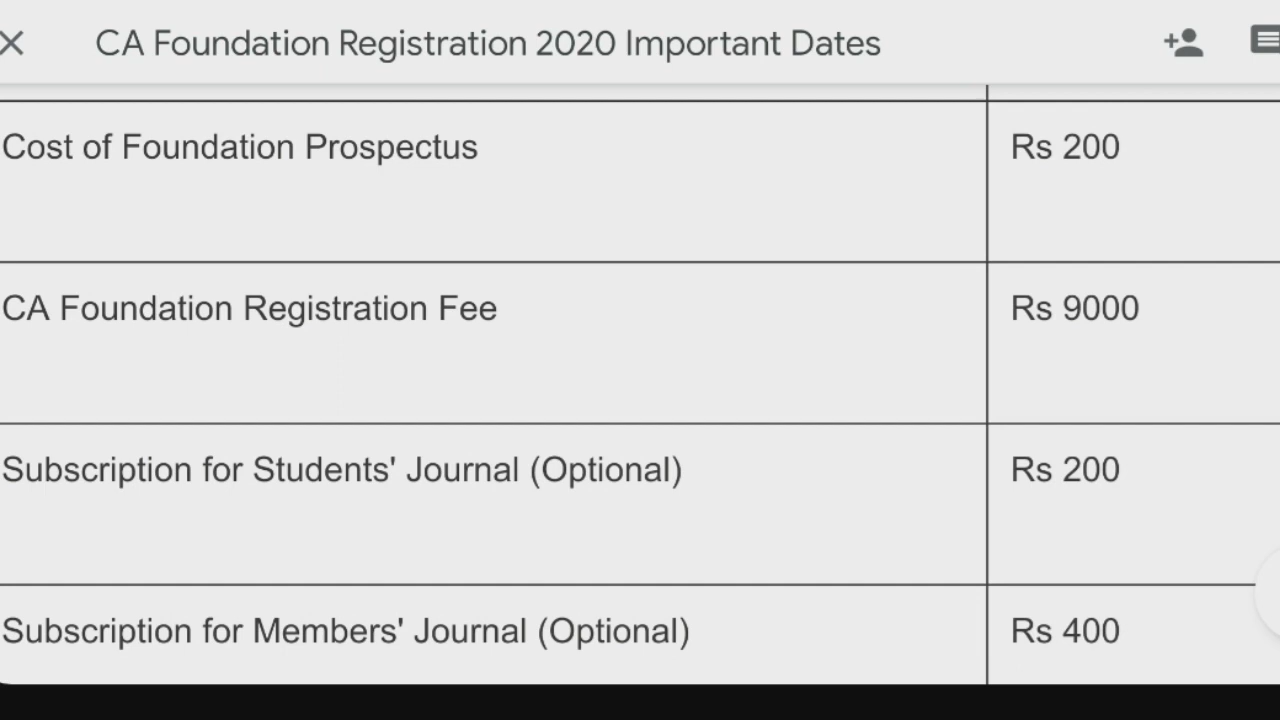 CA Foundation Registration 2020 Important Dates
Cost of Foundation Prospectus Rs 200
CA Foundation Registration Fee Rs 9000
Subscription for Students' Journal (Optional) Rs 200
Subscription for Members' Journal (Optional) Rs 400